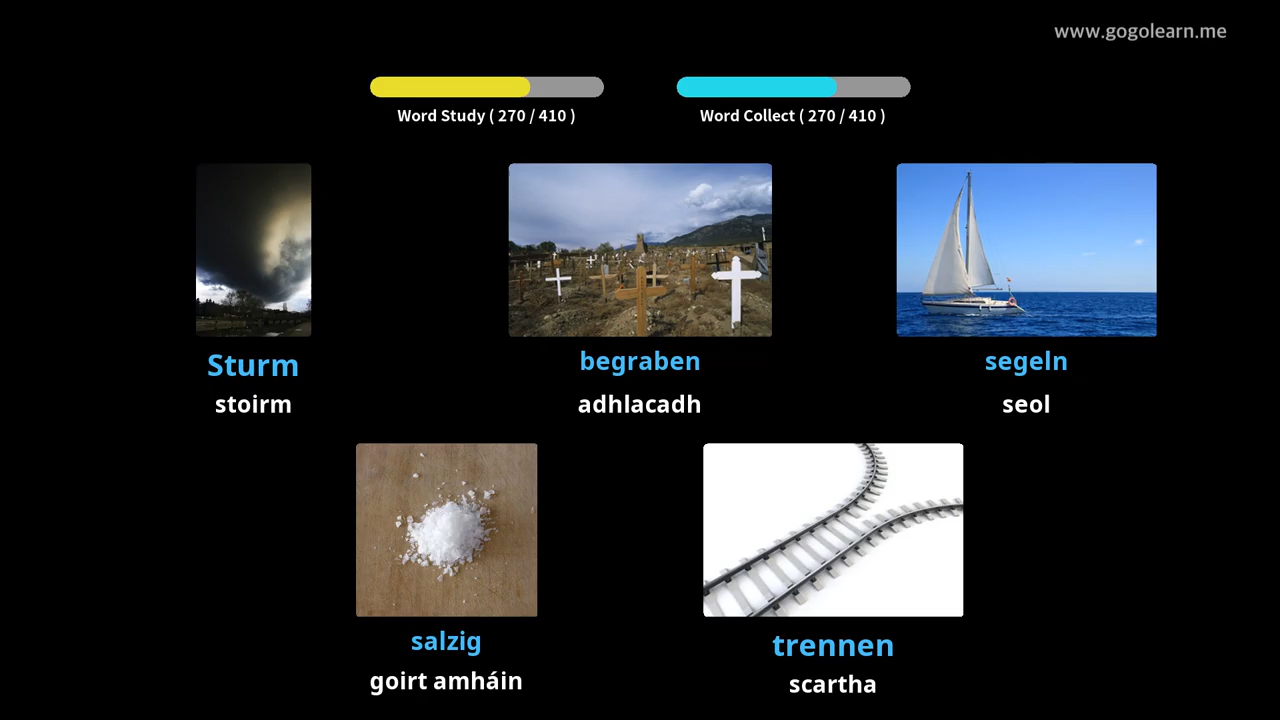 www.gogolearn.me
Word Study ( 270 / 410 )
Word Collect ( 270 / 410 )
Sturm
stoirm
begraben
adhlacadh
segeln
seol
salzig
goirt amháin
trennen
scartha